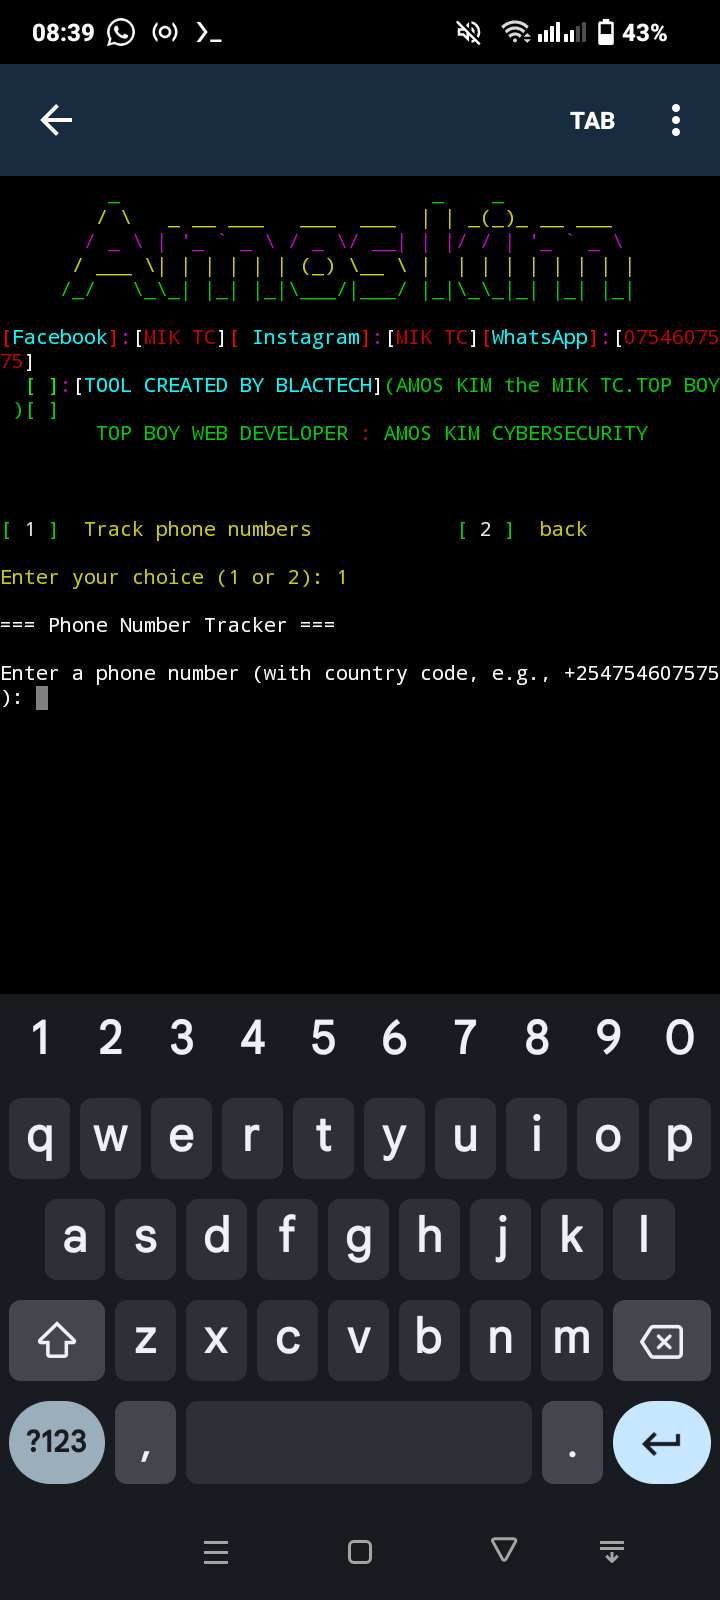 08:39 43%
TAB
Amoskim
[Facebook]:[MIK TC][ Instagram]:[MIK TC][WhatsApp]:[07546075
75]
[ ]:[TOOL CREATED BY BLACTECH](AMOS KIM the MIK TC.TOP BOY
)[ ]
TOP BOY WEB DEVELOPER : AMOS KIM CYBERSECURITY
[ 1 ] Track phone numbers [ 2 ] back
Enter your choice (1 or 2): 1
=== Phone Number Tracker ===
Enter a phone number (with country code, e.g., +254754607575
):
1 2 3 4 5 6 7 8 9 0
q w e r t y u i o p
a s d f g h j k l
z x c v b n m
?123 , .